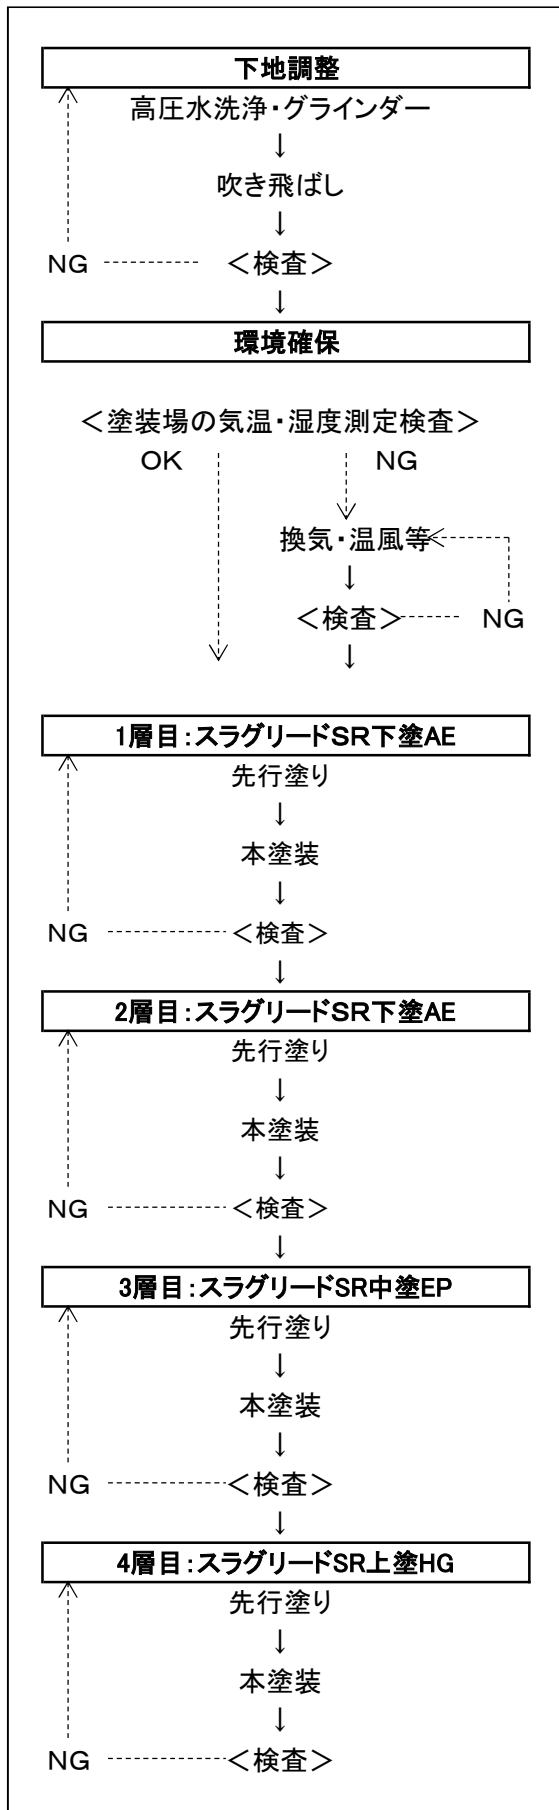 下地調整
高圧水洗浄・グラインダー
↓
吹き飛ばし
↓
NG ＜検査＞
↓
環境確保
＜塗装場の気温・湿度測定検査＞
OK NG
換気・温風等
↓
＜検査＞ NG
↓
1層目：スラグリードSR下塗AE
先行塗り
↓
本塗装
↓
NG ＜検査＞
↓
2層目：スラグリードSR下塗AE
先行塗り
↓
本塗装
↓
NG ＜検査＞
↓
3層目：スラグリードSR中塗EP
先行塗り
↓
本塗装
↓
NG ＜検査＞
↓
4層目：スラグリードSR上塗HG
先行塗り
↓
本塗装
↓
NG ＜検査＞